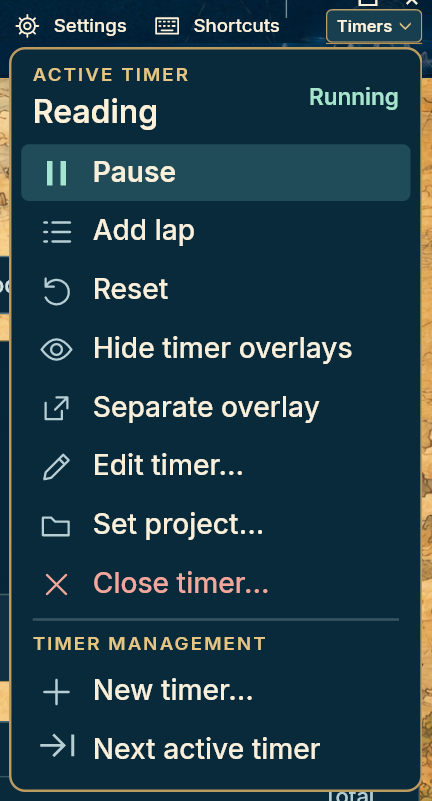 Settings Shortcuts Timers
ACTIVE TIMER
Reading
Running
Pause
Add lap
Reset
Hide timer overlays
Separate overlay
Edit timer...
Set project...
Close timer...
TIMER MANAGEMENT
New timer...
Next active timer
Total